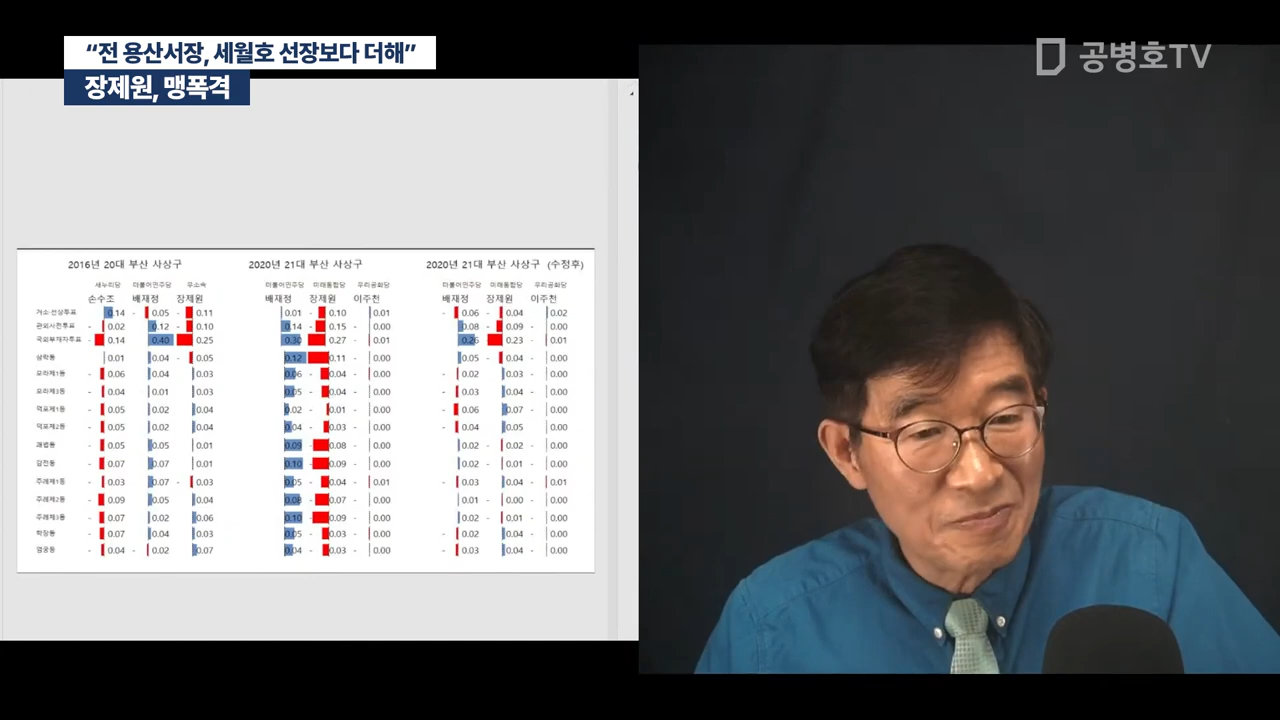 “전 용산서장, 세월호 선장보다 더해”
장제원, 맹폭격
공병호TV
2016년 20대 부산 사상구 2020년 21대 부산 사상구 2020년 21대 부산 사상구 (수정후)
새누리당 더불어민주당 무소속 더불어민주당 미래통합당 우리공화당 더불어민주당 미래통합당 우리공화당
손수조 배재정 장제원 배재정 장제원 이주천 배재정 장제원 이주천
거소·선상투표 0.14 - 0.05 - 0.11 0.01 - 0.10 - 0.01 - 0.06 - 0.04 - 0.02
관외사전투표 - 0.02 0.12 - 0.10 0.14 - 0.15 - 0.00 0.08 - 0.09 - 0.00
국외부재자투표 - 0.14 0.40 - 0.25 0.30 - 0.27 - 0.01 0.26 - 0.23 - 0.01
삼락동 0.01 0.04 - 0.05 0.12 - 0.11 - 0.00 0.05 - 0.04 - 0.00
모라제1동 - 0.06 0.04 0.03 0.06 - 0.04 - 0.00 - 0.02 0.03 - 0.00
모라제3동 - 0.04 0.01 0.03 0.05 - 0.04 - 0.00 - 0.03 0.04 - 0.00
덕포제1동 - 0.05 0.02 0.04 0.02 - 0.01 - 0.00 - 0.06 0.07 - 0.00
덕포제2동 - 0.05 0.02 0.04 0.04 - 0.03 - 0.00 - 0.04 0.05 - 0.00
괘법동 - 0.05 0.05 0.01 0.09 - 0.08 - 0.00 0.02 - 0.02 - 0.00
감전동 - 0.07 0.07 0.01 0.10 - 0.09 - 0.00 0.02 - 0.01 - 0.00
주례제1동 - 0.03 0.07 - 0.03 0.05 - 0.04 - 0.01 - 0.03 0.04 - 0.01
주례제2동 - 0.09 0.05 0.04 0.08 - 0.07 - 0.00 0.01 - 0.00 - 0.00
주례제3동 - 0.07 0.02 0.06 0.10 - 0.09 - 0.00 0.02 - 0.01 - 0.00
학장동 - 0.07 0.04 0.03 0.05 - 0.03 - 0.00 - 0.02 0.04 - 0.00
엄궁동 - 0.04 - 0.02 0.07 0.04 - 0.03 - 0.00 - 0.03 0.04 - 0.00